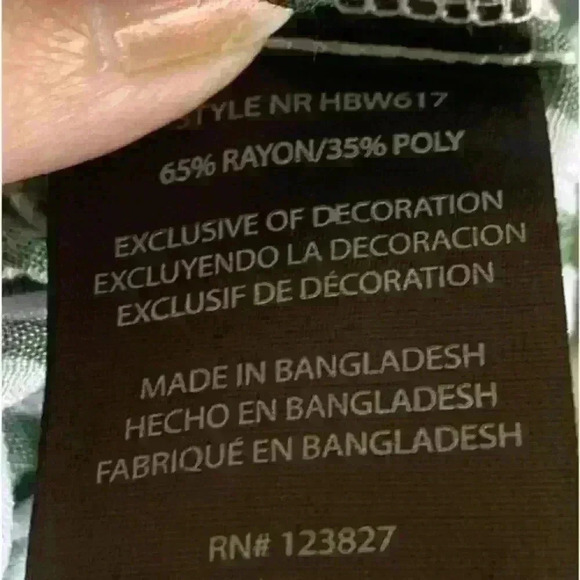 STYLE NR HBW617
65% RAYON/35% POLY
EXCLUSIVE OF DECORATION
EXCLUYENDO LA DECORACION
EXCLUSIF DE DÉCORATION
MADE IN BANGLADESH
HECHO EN BANGLADESH
FABRIQUÉ EN BANGLADESH
RN# 123827